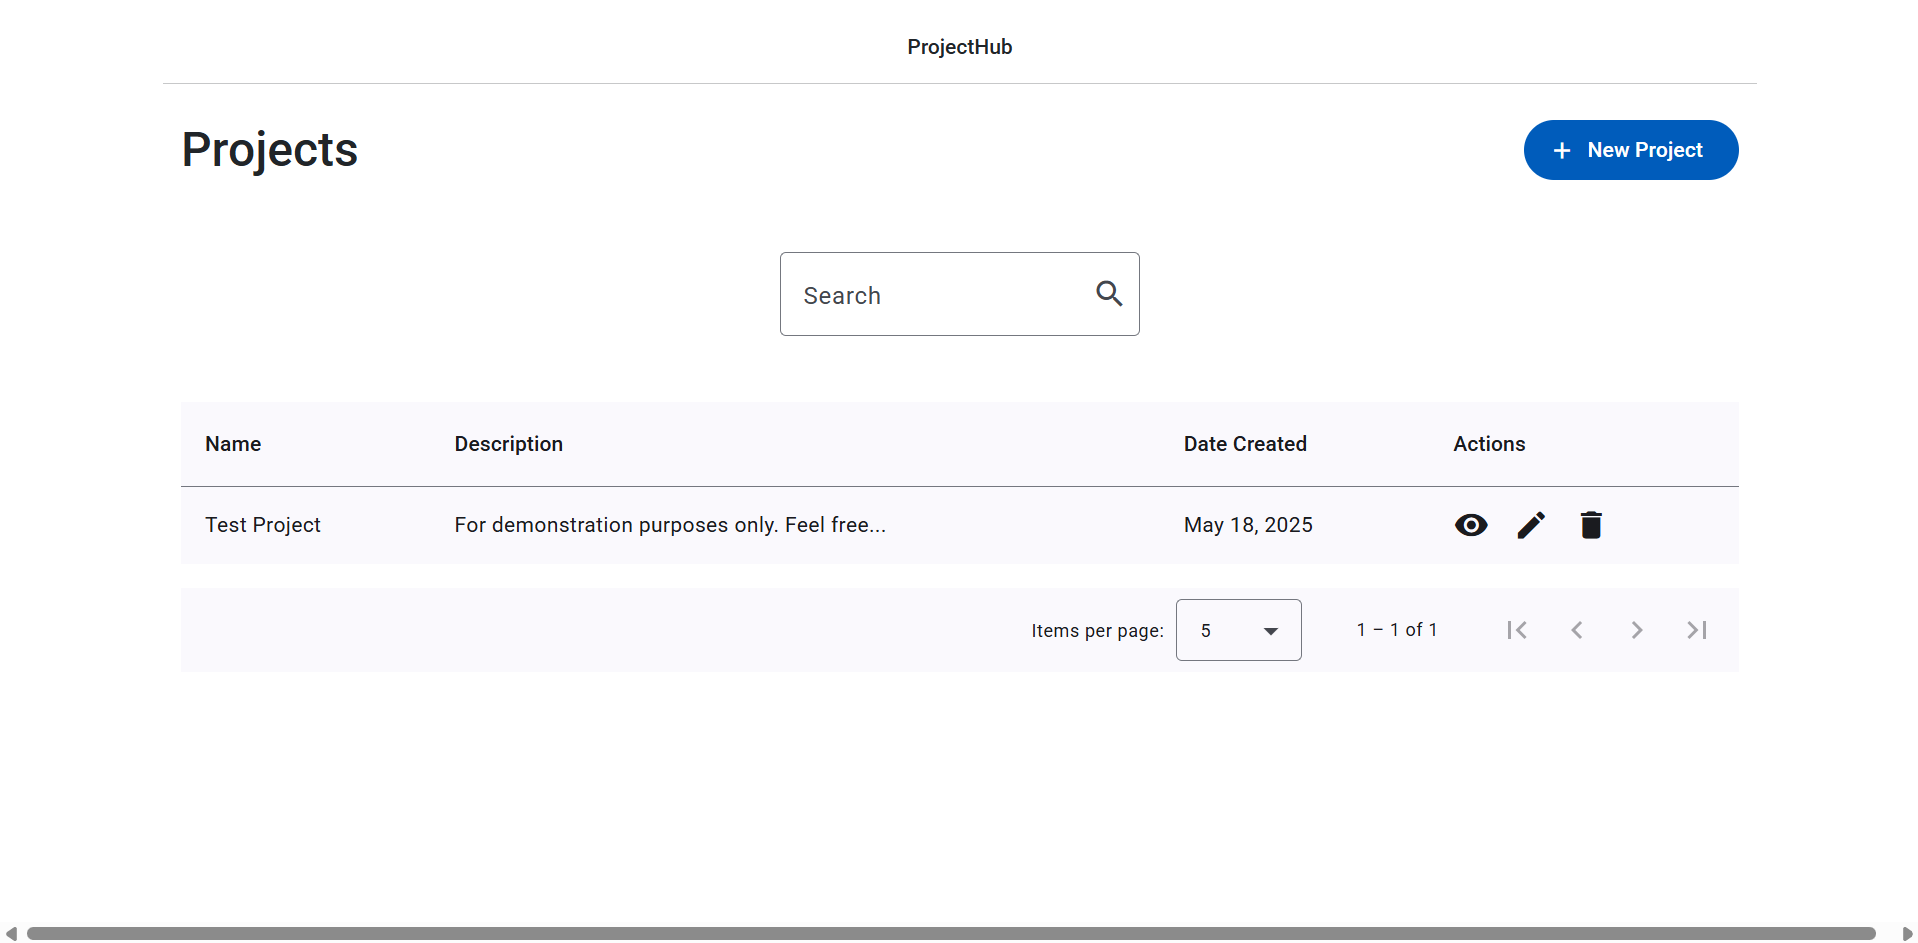 ProjectHub
Projects
+ New Project
Search
Name Description Date Created Actions
Test Project For demonstration purposes only. Feel free... May 18, 2025
Items per page: 5 1 – 1 of 1